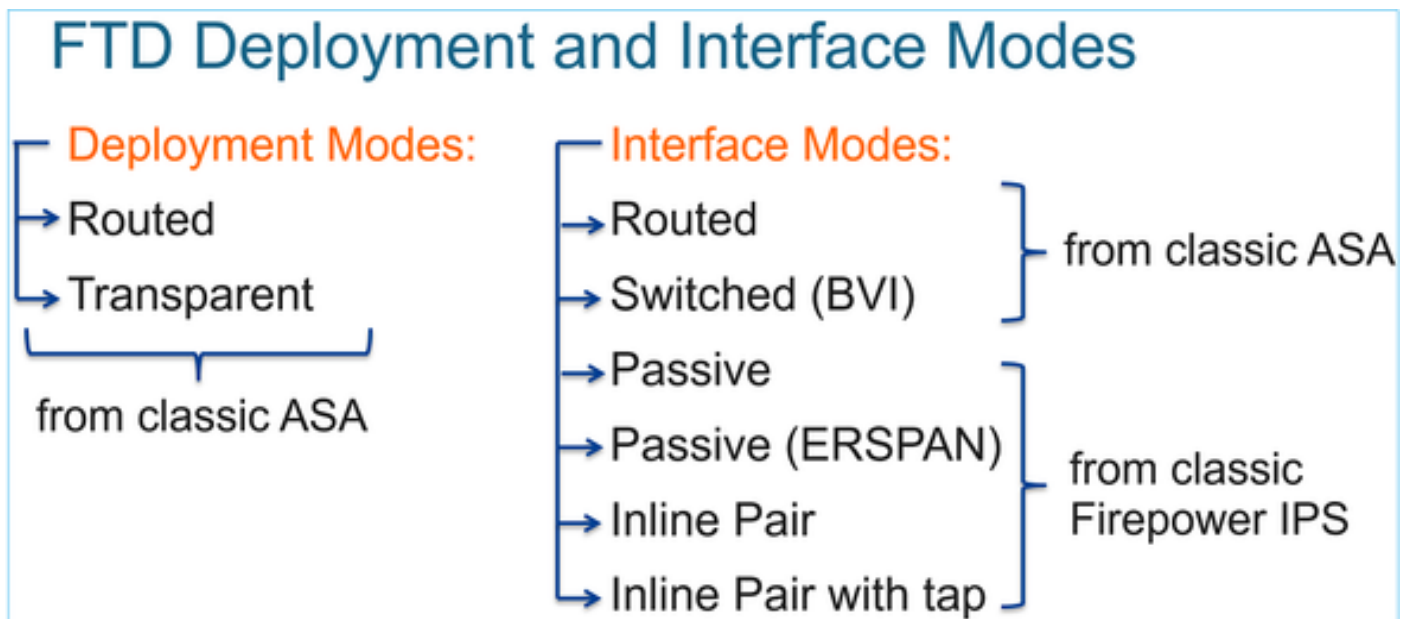 FTD Deployment and Interface Modes
Deployment Modes:
Routed
Transparent
from classic ASA
Interface Modes:
Routed
Switched (BVI)
from classic ASA
Passive
Passive (ERSPAN)
Inline Pair
Inline Pair with tap
from classic
Firepower IPS